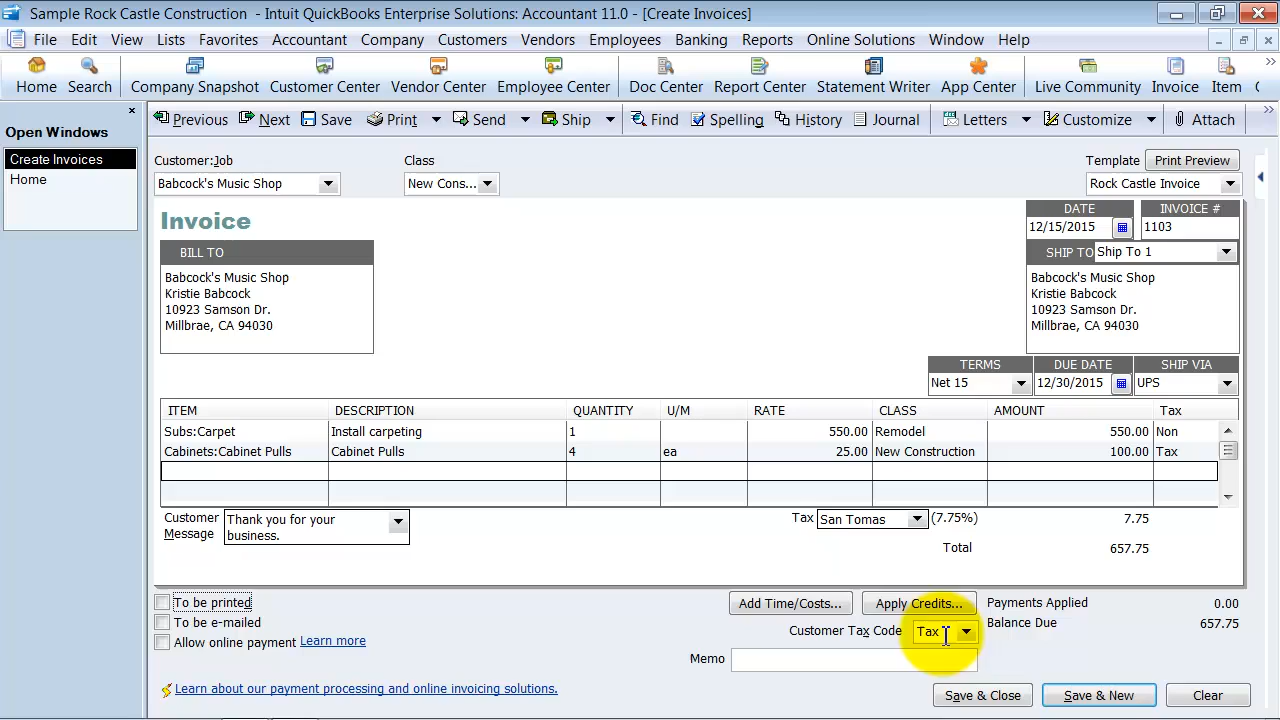 Sample Rock Castle Construction - Intuit QuickBooks Enterprise Solutions: Accountant 11.0 - [Create Invoices]
File Edit View Lists Favorites Accountant Company Customers Vendors Employees Banking Reports Online Solutions Window Help
Home Search Company Snapshot Customer Center Vendor Center Employee Center Doc Center Report Center Statement Writer App Center Live Community Invoice Item
Open Windows
Create Invoices
Home
Previous Next Save Print Send Ship Find Spelling History Journal Letters Customize Attach
Customer:Job Class Template Print Preview
Babcock's Music Shop New Cons... Rock Castle Invoice
Invoice
DATE INVOICE #
12/15/2015 1103
BILL TO
SHIP TO Ship To 1
Babcock's Music Shop
Kristie Babcock
10923 Samson Dr.
Millbrae, CA 94030
Babcock's Music Shop
Kristie Babcock
10923 Samson Dr.
Millbrae, CA 94030
TERMS DUE DATE SHIP VIA
Net 15 12/30/2015 UPS
ITEM DESCRIPTION QUANTITY U/M RATE CLASS AMOUNT Tax
Subs:Carpet Install carpeting 1 550.00 Remodel 550.00 Non
Cabinets:Cabinet Pulls Cabinet Pulls 4 ea 25.00 New Construction 100.00 Tax
Customer Message
Thank you for your business.
Tax San Tomas (7.75%) 7.75
Total 657.75
To be printed
To be e-mailed
Allow online payment Learn more
Add Time/Costs... Apply Credits... Payments Applied 0.00
Customer Tax Code Tax Balance Due 657.75
Memo
Learn about our payment processing and online invoicing solutions.
Save & Close Save & New Clear